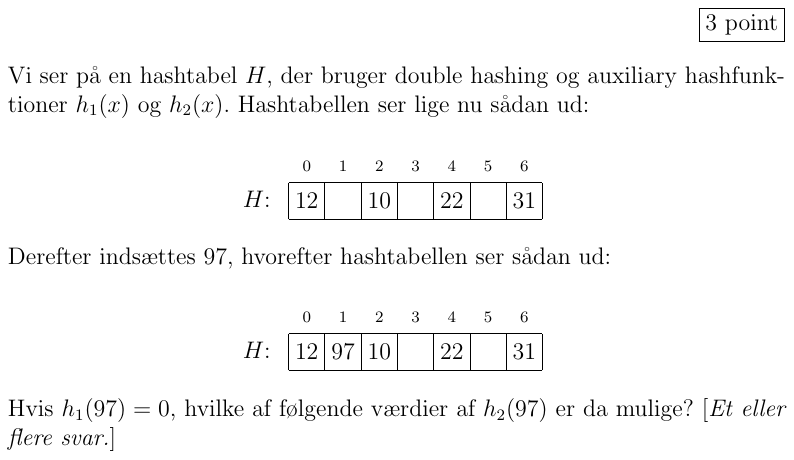 3 point
Vi ser på en hashtabel H, der bruger double hashing og auxiliary hashfunk-
tioner h₁(x) og h₂(x). Hashtabellen ser lige nu sådan ud:
0 1 2 3 4 5 6
H: 12 10 22 31
Derefter indsættes 97, hvorefter hashtabellen ser sådan ud:
0 1 2 3 4 5 6
H: 12 97 10 22 31
Hvis h₁(97) = 0, hvilke af følgende værdier af h₂(97) er da mulige? [Et eller
flere svar.]